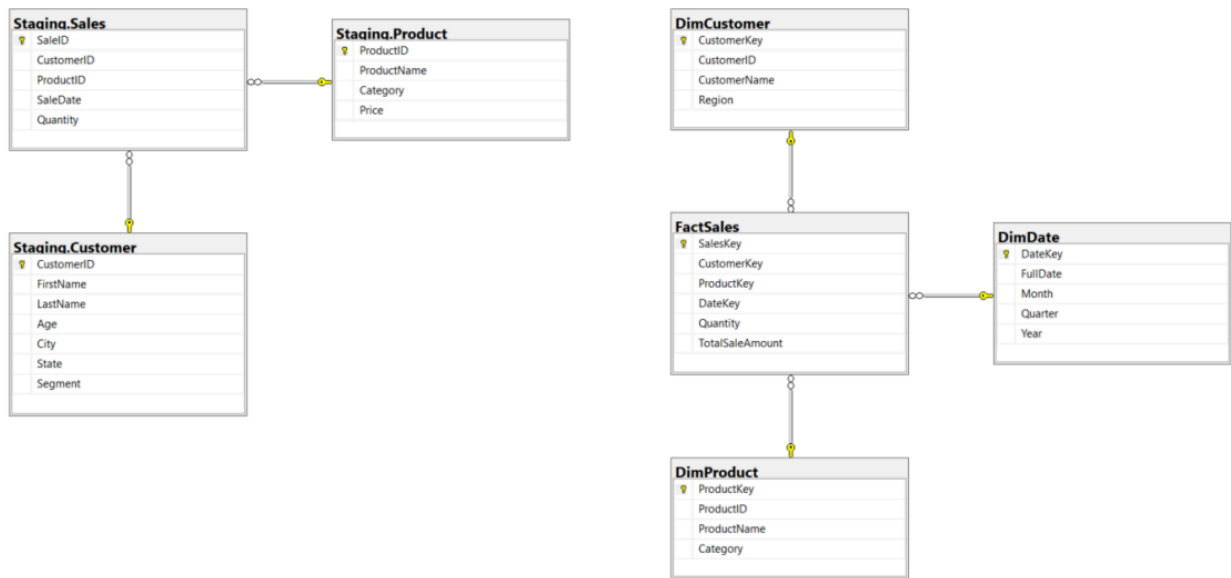 Staging.Sales
SaleID
CustomerID
ProductID
SaleDate
Quantity
Staging.Product
ProductID
ProductName
Category
Price
Staging.Customer
CustomerID
FirstName
LastName
Age
City
State
Segment
DimCustomer
CustomerKey
CustomerID
CustomerName
Region
FactSales
SalesKey
CustomerKey
ProductKey
DateKey
Quantity
TotalSaleAmount
DimDate
DateKey
FullDate
Month
Quarter
Year
DimProduct
ProductKey
ProductID
ProductName
Category